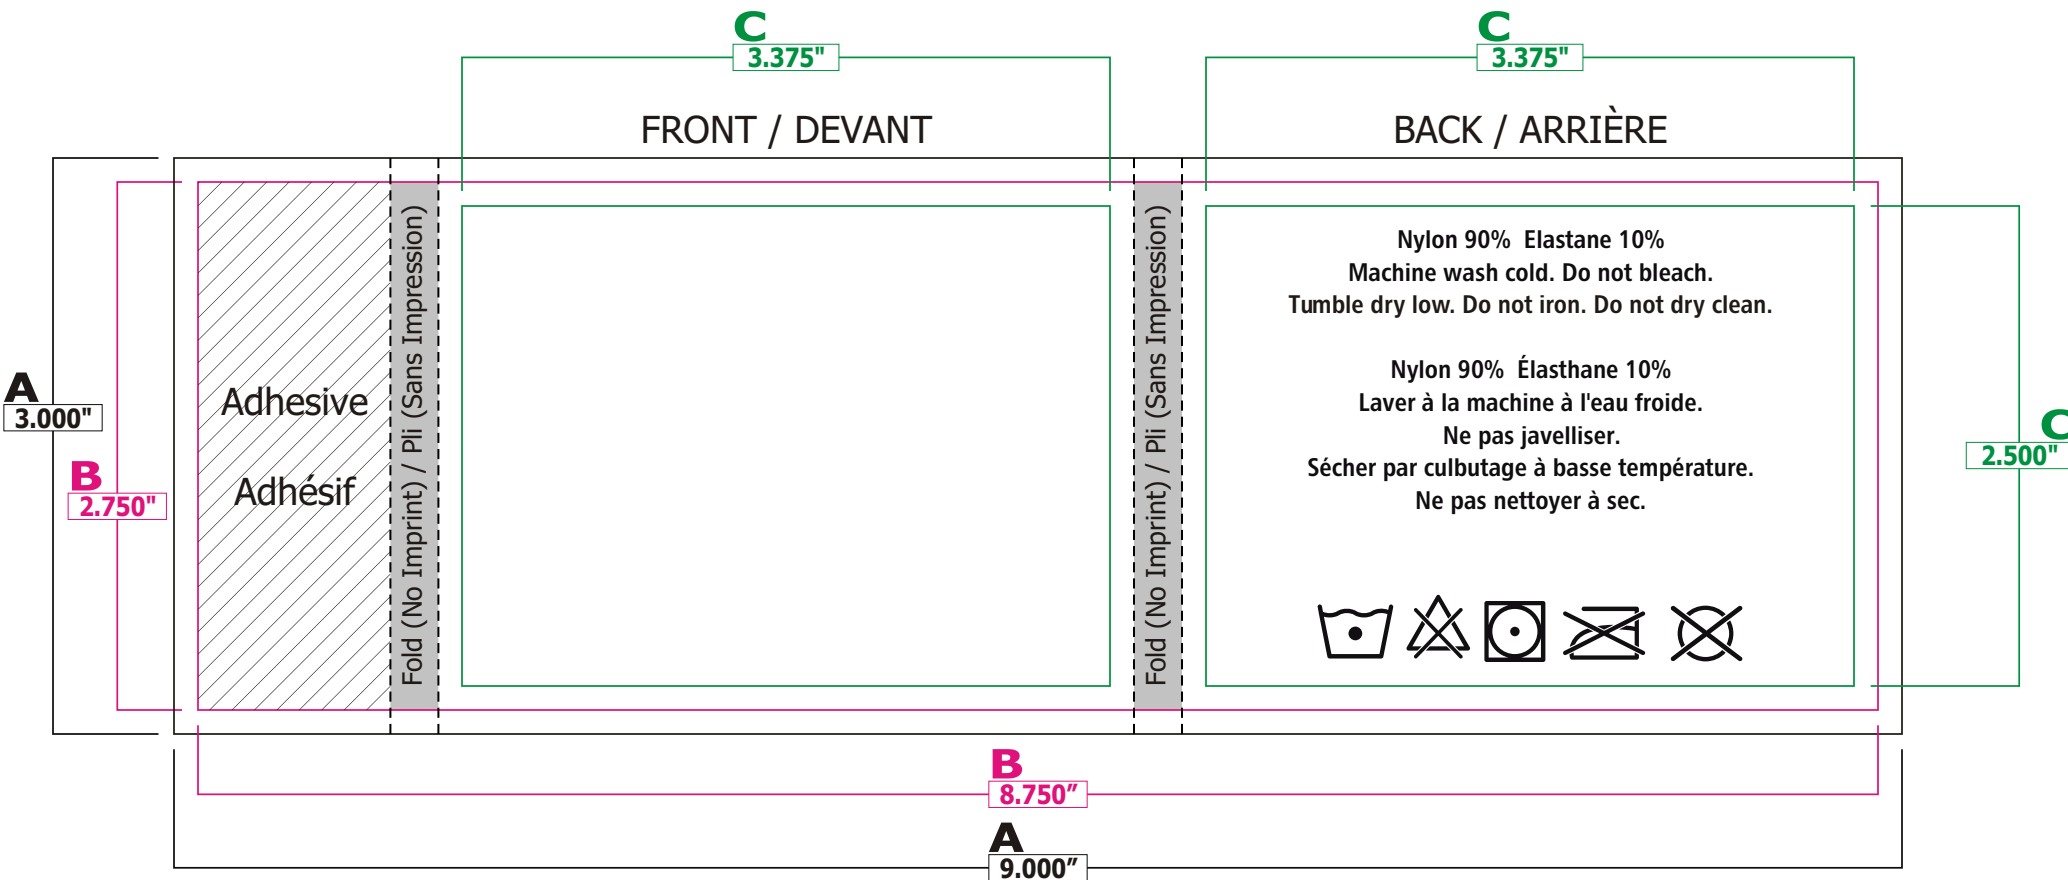 C
3.375"
C
3.375"
FRONT / DEVANT
BACK / ARRIÈRE
A
3.000"
B
2.750"
Adhesive
Adhésif
Fold (No Imprint) / Pli (Sans Impression)
Fold (No Imprint) / Pli (Sans Impression)
Nylon 90%  Elastane 10%
Machine wash cold. Do not bleach.
Tumble dry low. Do not iron. Do not dry clean.
Nylon 90%  Élasthane 10%
Laver à la machine à l'eau froide.
Ne pas javelliser.
Sécher par culbutage à basse température.
Ne pas nettoyer à sec.
C
2.500"
B
8.750"
A
9.000"